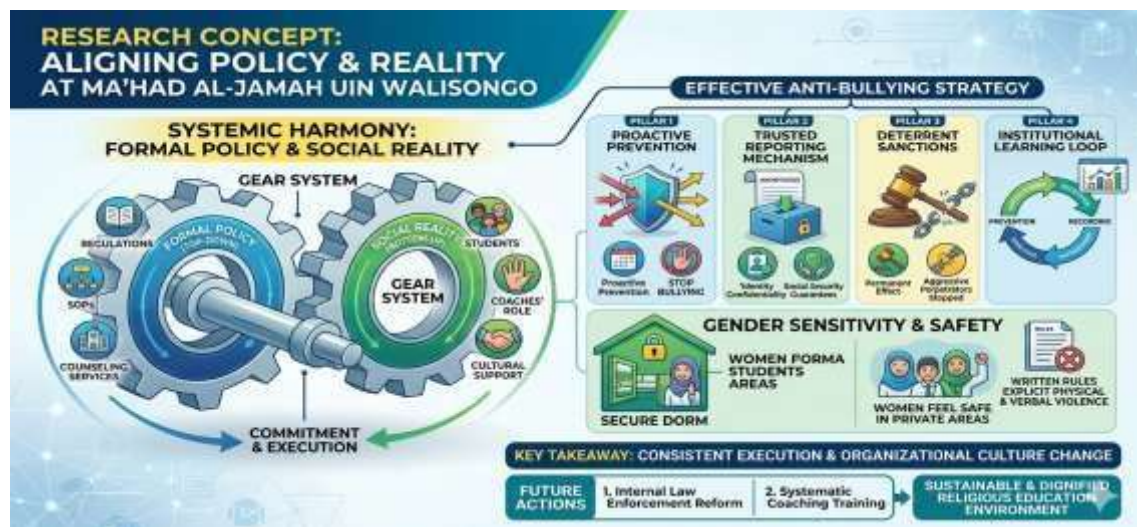 RESEARCH CONCEPT:
ALIGNING POLICY & REALITY
AT MA'HAD AL-JAMAH UIN WALISONGO
SYSTEMIC HARMONY:
FORMAL POLICY & SOCIAL REALITY
GEAR SYSTEM
REGULATIONS
SOPs
COUNSELING
SERVICES
FORMAL POLICY
SOCIAL REALITY
GEAR
SYSTEM
STUDENTS
COACHES'
ROLE
CULTURAL
SUPPORT
COMMITMENT
& EXECUTION
EFFECTIVE ANTI-BULLYING STRATEGY
PILLAR 1
PROACTIVE
PREVENTION
Proactive
Prevention
STOP
BULLYING
PILLAR 2
TRUSTED
REPORTING
MECHANISM
Identity
Confidentiality
Social Security
Guarantees
PILLAR 3
DETERRENT
SANCTIONS
Permanent
Effect
Aggressive
Perpetrators
Stopped
PILLAR 4
INSTITUTIONAL
LEARNING LOOP
PREVENTION
GENDER SENSITIVITY & SAFETY
SECURE DORM
WOMEN FORMA
STUDENTS
AREAS
WOMEN FEEL SAFE
IN PRIVATE AREAS
RULES
WRITTEN RULES
EXPLICIT PHYSICAL
& VERBAL VIOLENCE
KEY TAKEAWAY: CONSISTENT EXECUTION & ORGANIZATIONAL CULTURE CHANGE
FUTURE
ACTIONS
1. Internal Law
Enforcement Reform
2. Systematic
Coaching Training
SUSTAINABLE & DIGNIFIED
RELIGIOUS EDUCATION
ENVIRONMENT